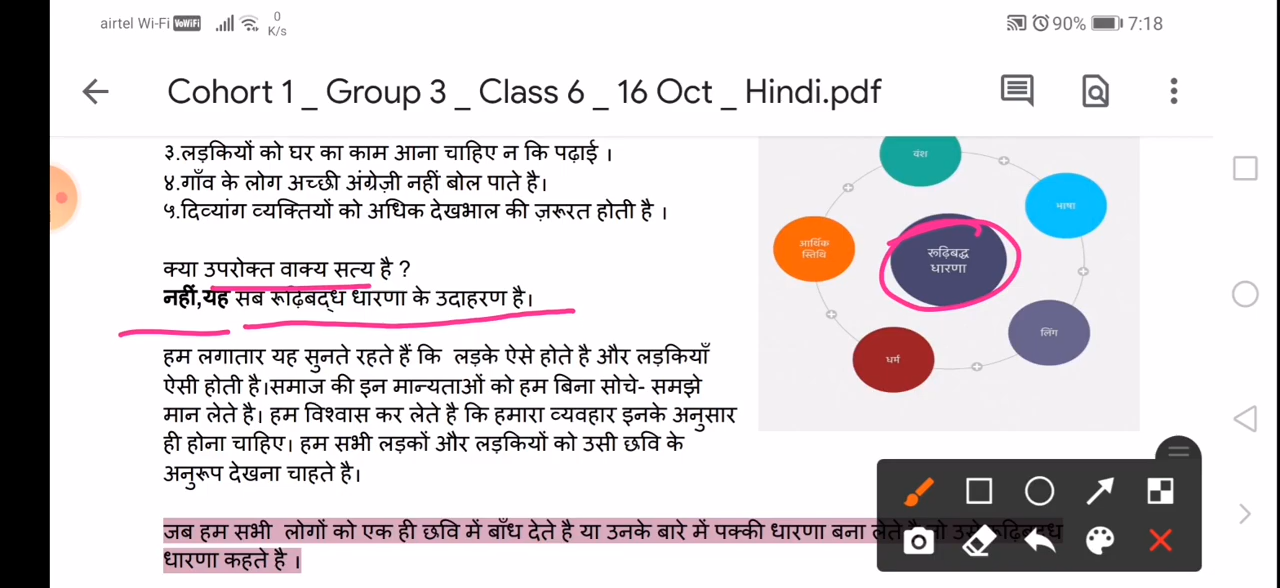 airtel Wi-Fi VoWiFi 0 K/s 90% 7:18
Cohort 1 _ Group 3 _ Class 6 _ 16 Oct _ Hindi.pdf
३.लड़कियों को घर का काम आना चाहिए न कि पढ़ाई ।
४.गाँव के लोग अच्छी अंग्रेज़ी नहीं बोल पाते है।
५.दिव्यांग व्यक्तियों को अधिक देखभाल की ज़रूरत होती है ।
क्या उपरोक्त वाक्य सत्य है ?
नहीं,यह सब रूढ़िबद्ध धारणा के उदाहरण है।
हम लगातार यह सुनते रहते हैं कि लड़के ऐसे होते है और लड़कियाँ
ऐसी होती है।समाज की इन मान्यताओं को हम बिना सोचे- समझे
मान लेते है। हम विश्वास कर लेते है कि हमारा व्यवहार इनके अनुसार
ही होना चाहिए। हम सभी लड़कों और लड़कियों को उसी छवि के
अनुरूप देखना चाहते है।
जब हम सभी लोगों को एक ही छवि में बाँध देते है या उनके बारे में पक्की धारणा बना लेते
धारणा कहते है ।
वंश
भाषा
आर्थिक
स्तिथि
रूढ़िबद्ध
धारणा
लिंग
धर्म